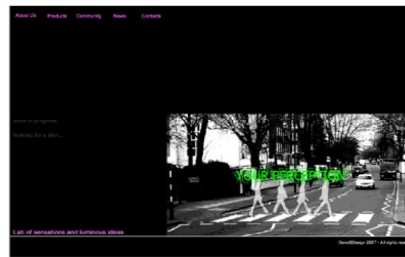 About Us Products Community News Contacts
work in progress,
looking for a skin...
YOUR PERCEPTION
Lab of sensations and luminous ideas
2007 - All rights